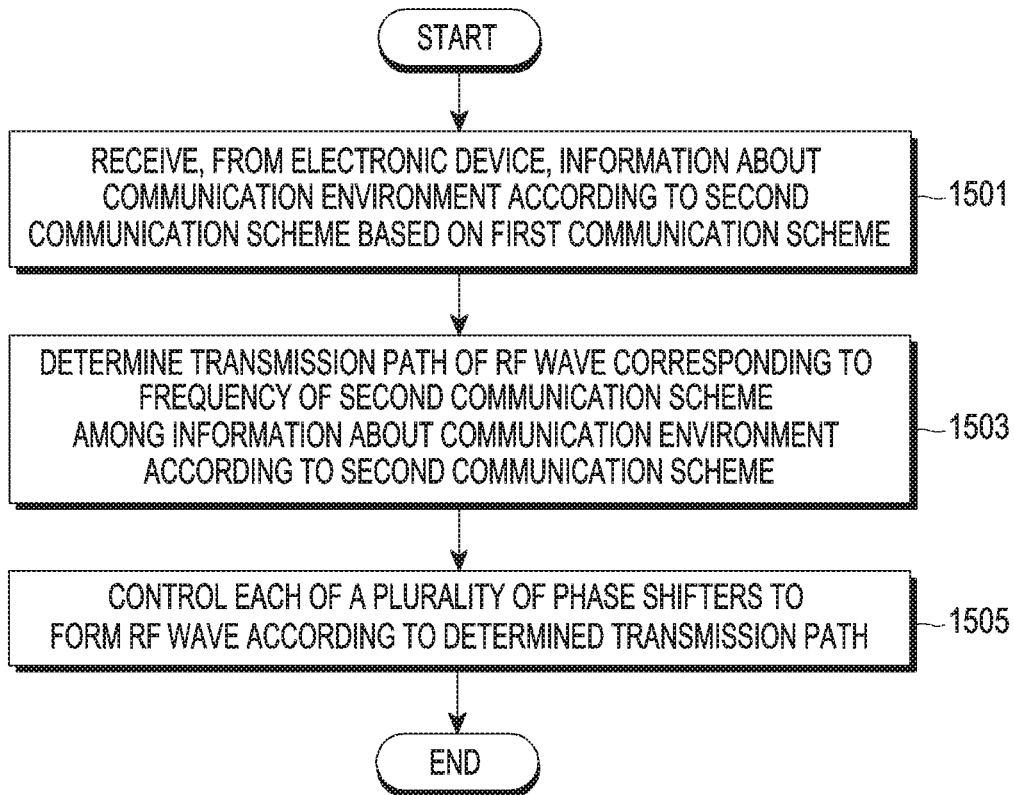 START
RECEIVE, FROM ELECTRONIC DEVICE, INFORMATION ABOUT
COMMUNICATION ENVIRONMENT ACCORDING TO SECOND
COMMUNICATION SCHEME BASED ON FIRST COMMUNICATION SCHEME
1501
DETERMINE TRANSMISSION PATH OF RF WAVE CORRESPONDING TO
FREQUENCY OF SECOND COMMUNICATION SCHEME
AMONG INFORMATION ABOUT COMMUNICATION ENVIRONMENT
ACCORDING TO SECOND COMMUNICATION SCHEME
1503
CONTROL EACH OF A PLURALITY OF PHASE SHIFTERS TO
FORM RF WAVE ACCORDING TO DETERMINED TRANSMISSION PATH
1505
END